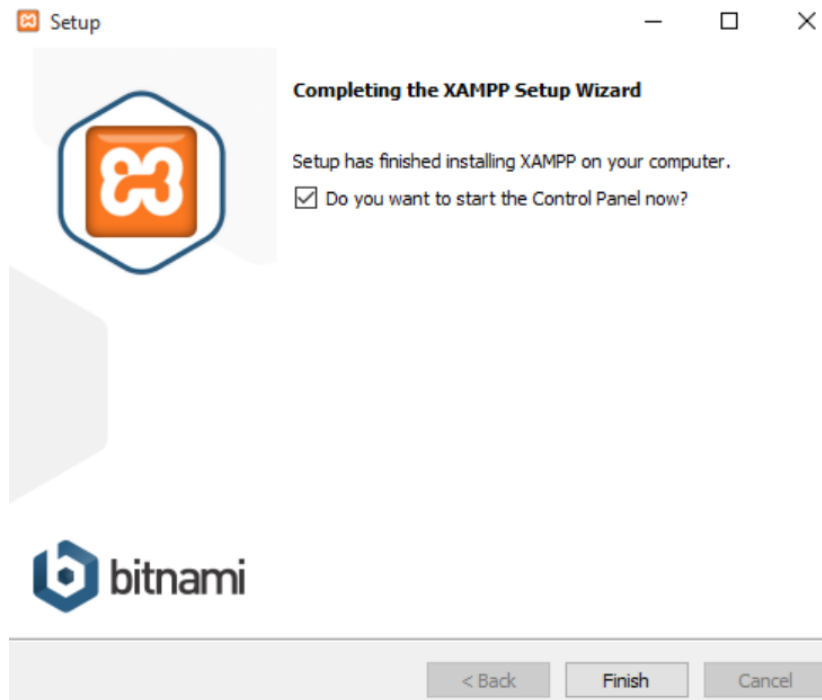 Setup
Completing the XAMPP Setup Wizard
Setup has finished installing XAMPP on your computer.
Do you want to start the Control Panel now?
bitnami
< Back
Finish
Cancel